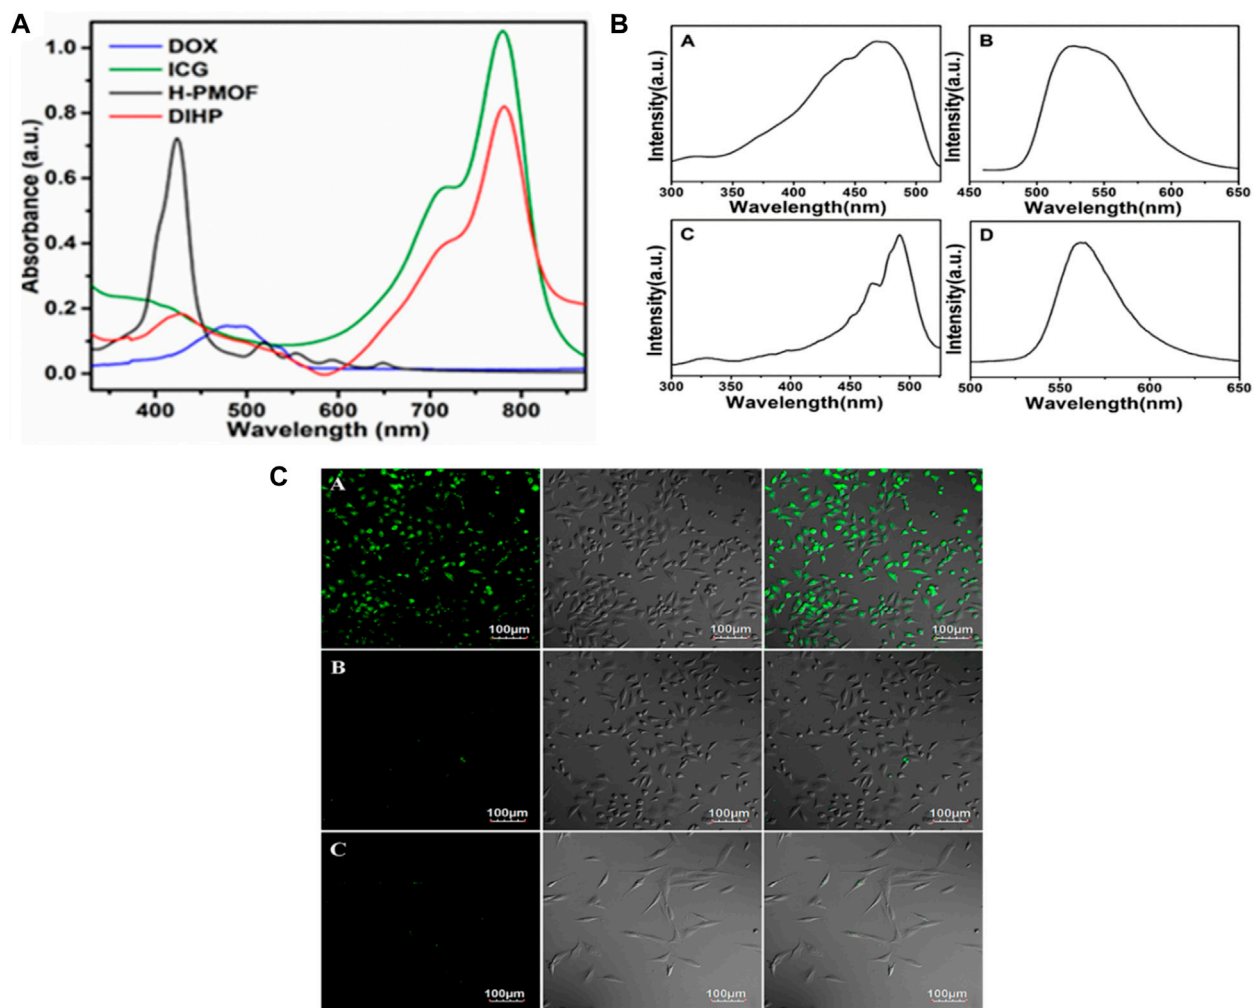 A
DOX
ICG
H-PMOF
DIHP
1.0
0.8
0.6
0.4
0.2
0.0
Absorbance (a.u.)
400 500 600 700 800
Wavelength (nm)
B
A
Intensity(a.u.)
300 350 400 450 500
Wavelength(nm)
B
Intensity(a.u.)
450 500 550 600 650
Wavelength(nm)
C
Intensity(a.u.)
300 350 400 450 500
Wavelength(nm)
D
Intensity(a.u.)
500 550 600 650
Wavelength(nm)
C
A
100μm 100μm 100μm
B
100μm 100μm 100μm
C
100μm 100μm 100μm